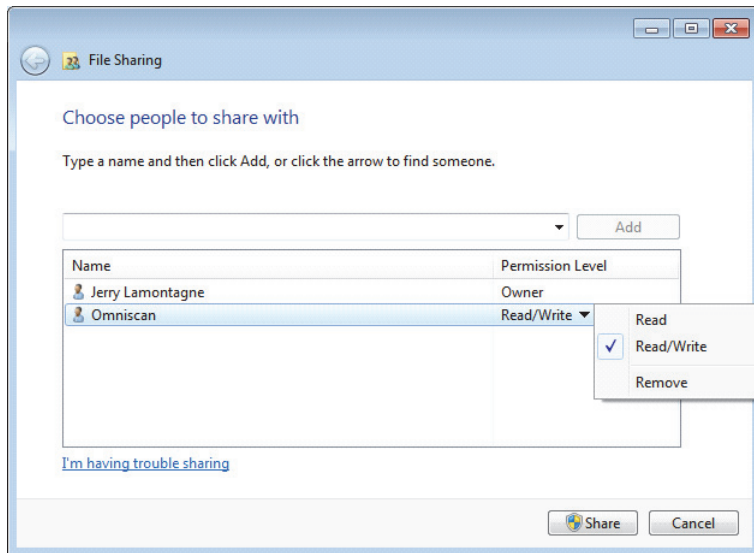 File Sharing
Choose people to share with
Type a name and then click Add, or click the arrow to find someone.
Add
Name Permission Level
Jerry Lamontagne Owner
Omniscan Read/Write
Read
Read/Write
Remove
I'm having trouble sharing
Share Cancel